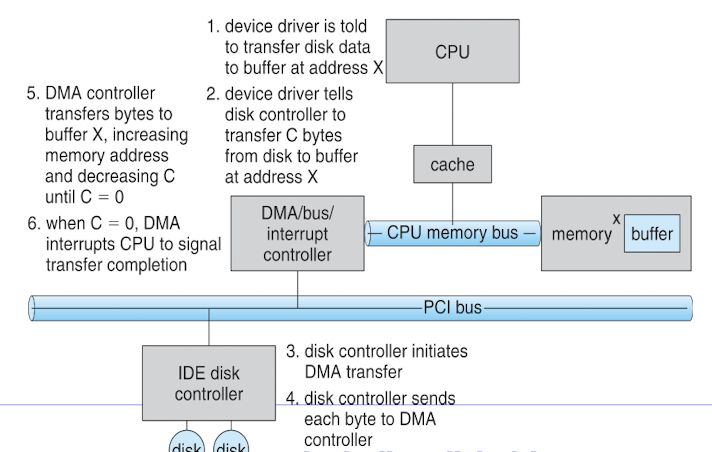 1. device driver is told
to transfer disk data
to buffer at address X
CPU
5. DMA controller
transfers bytes to
buffer X, increasing
memory address
and decreasing C
until C = 0
2. device driver tells
disk controller to
transfer C bytes
from disk to buffer
at address X
cache
6. when C = 0, DMA
interrupts CPU to signal
transfer completion
DMA/bus/
interrupt
controller
CPU memory bus
memory
x
buffer
PCI bus
IDE disk
controller
3. disk controller initiates
DMA transfer
4. disk controller sends
each byte to DMA
controller
disk
disk